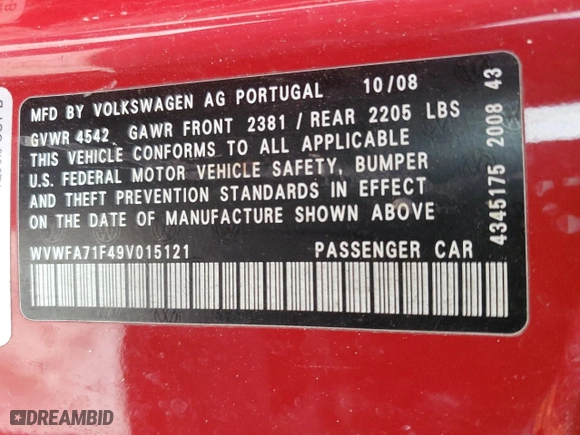 MFD BY VOLKSWAGEN AG PORTUGAL 10/08
GVWR 4542 GAWR FRONT 2381 / REAR 2205 LBS
THIS VEHICLE CONFORMS TO ALL APPLICABLE
U.S. FEDERAL MOTOR VEHICLE SAFETY, BUMPER
AND THEFT PREVENTION STANDARDS IN EFFECT
ON THE DATE OF MANUFACTURE SHOWN ABOVE
WVWFA71F49V015121 PASSENGER CAR
4345175 2008 43
DREAMBID